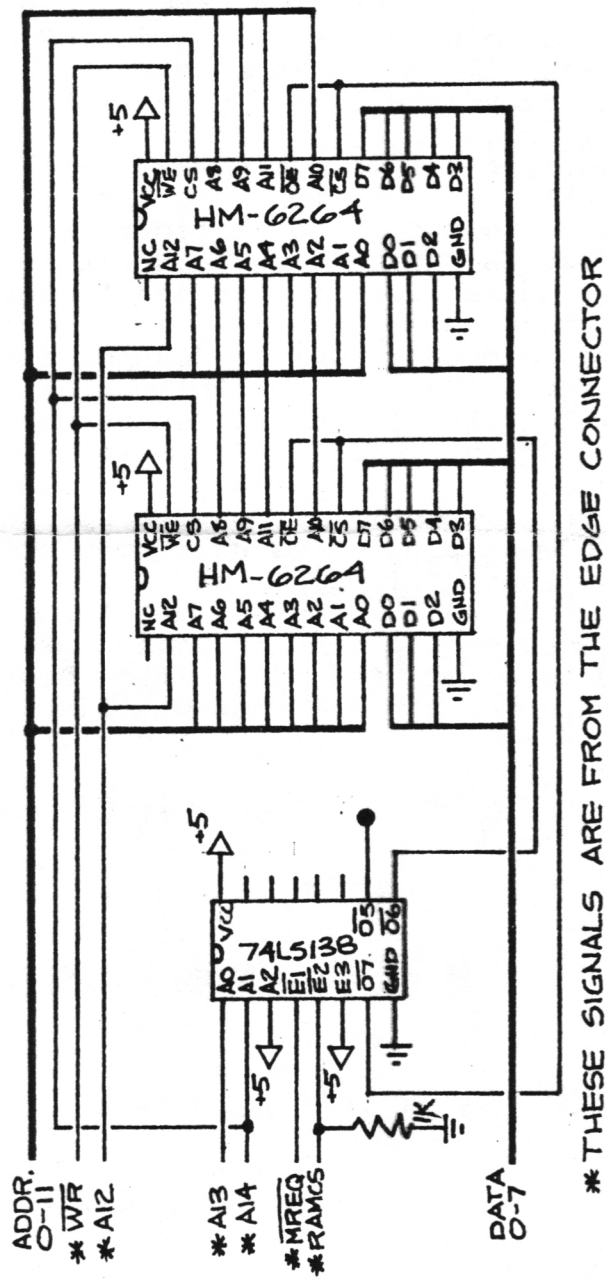 ADDR.
0-11
* WR
* A12
* A13
* A14
* MREQ
* RAMCS
DATA
0-7
+5
+5
1K
74LS138
A0
A1
A2
E1
E2
E3
O7
GND
VCC
O5
O6
+5
HM-6264
NC
A12
A7
A6
A5
A4
A3
A2
A1
A0
D0
D1
D2
GND
VCC
WE
CS
A8
A9
A11
OE
A10
CS
D7
D6
D5
D4
D3
+5
HM-6264
NC
A12
A7
A6
A5
A4
A3
A2
A1
A0
D0
D1
D2
GND
VCC
WE
CS
A8
A9
A11
OE
A10
CS
D7
D6
D5
D4
D3
+5
* THESE SIGNALS ARE FROM THE EDGE CONNECTOR